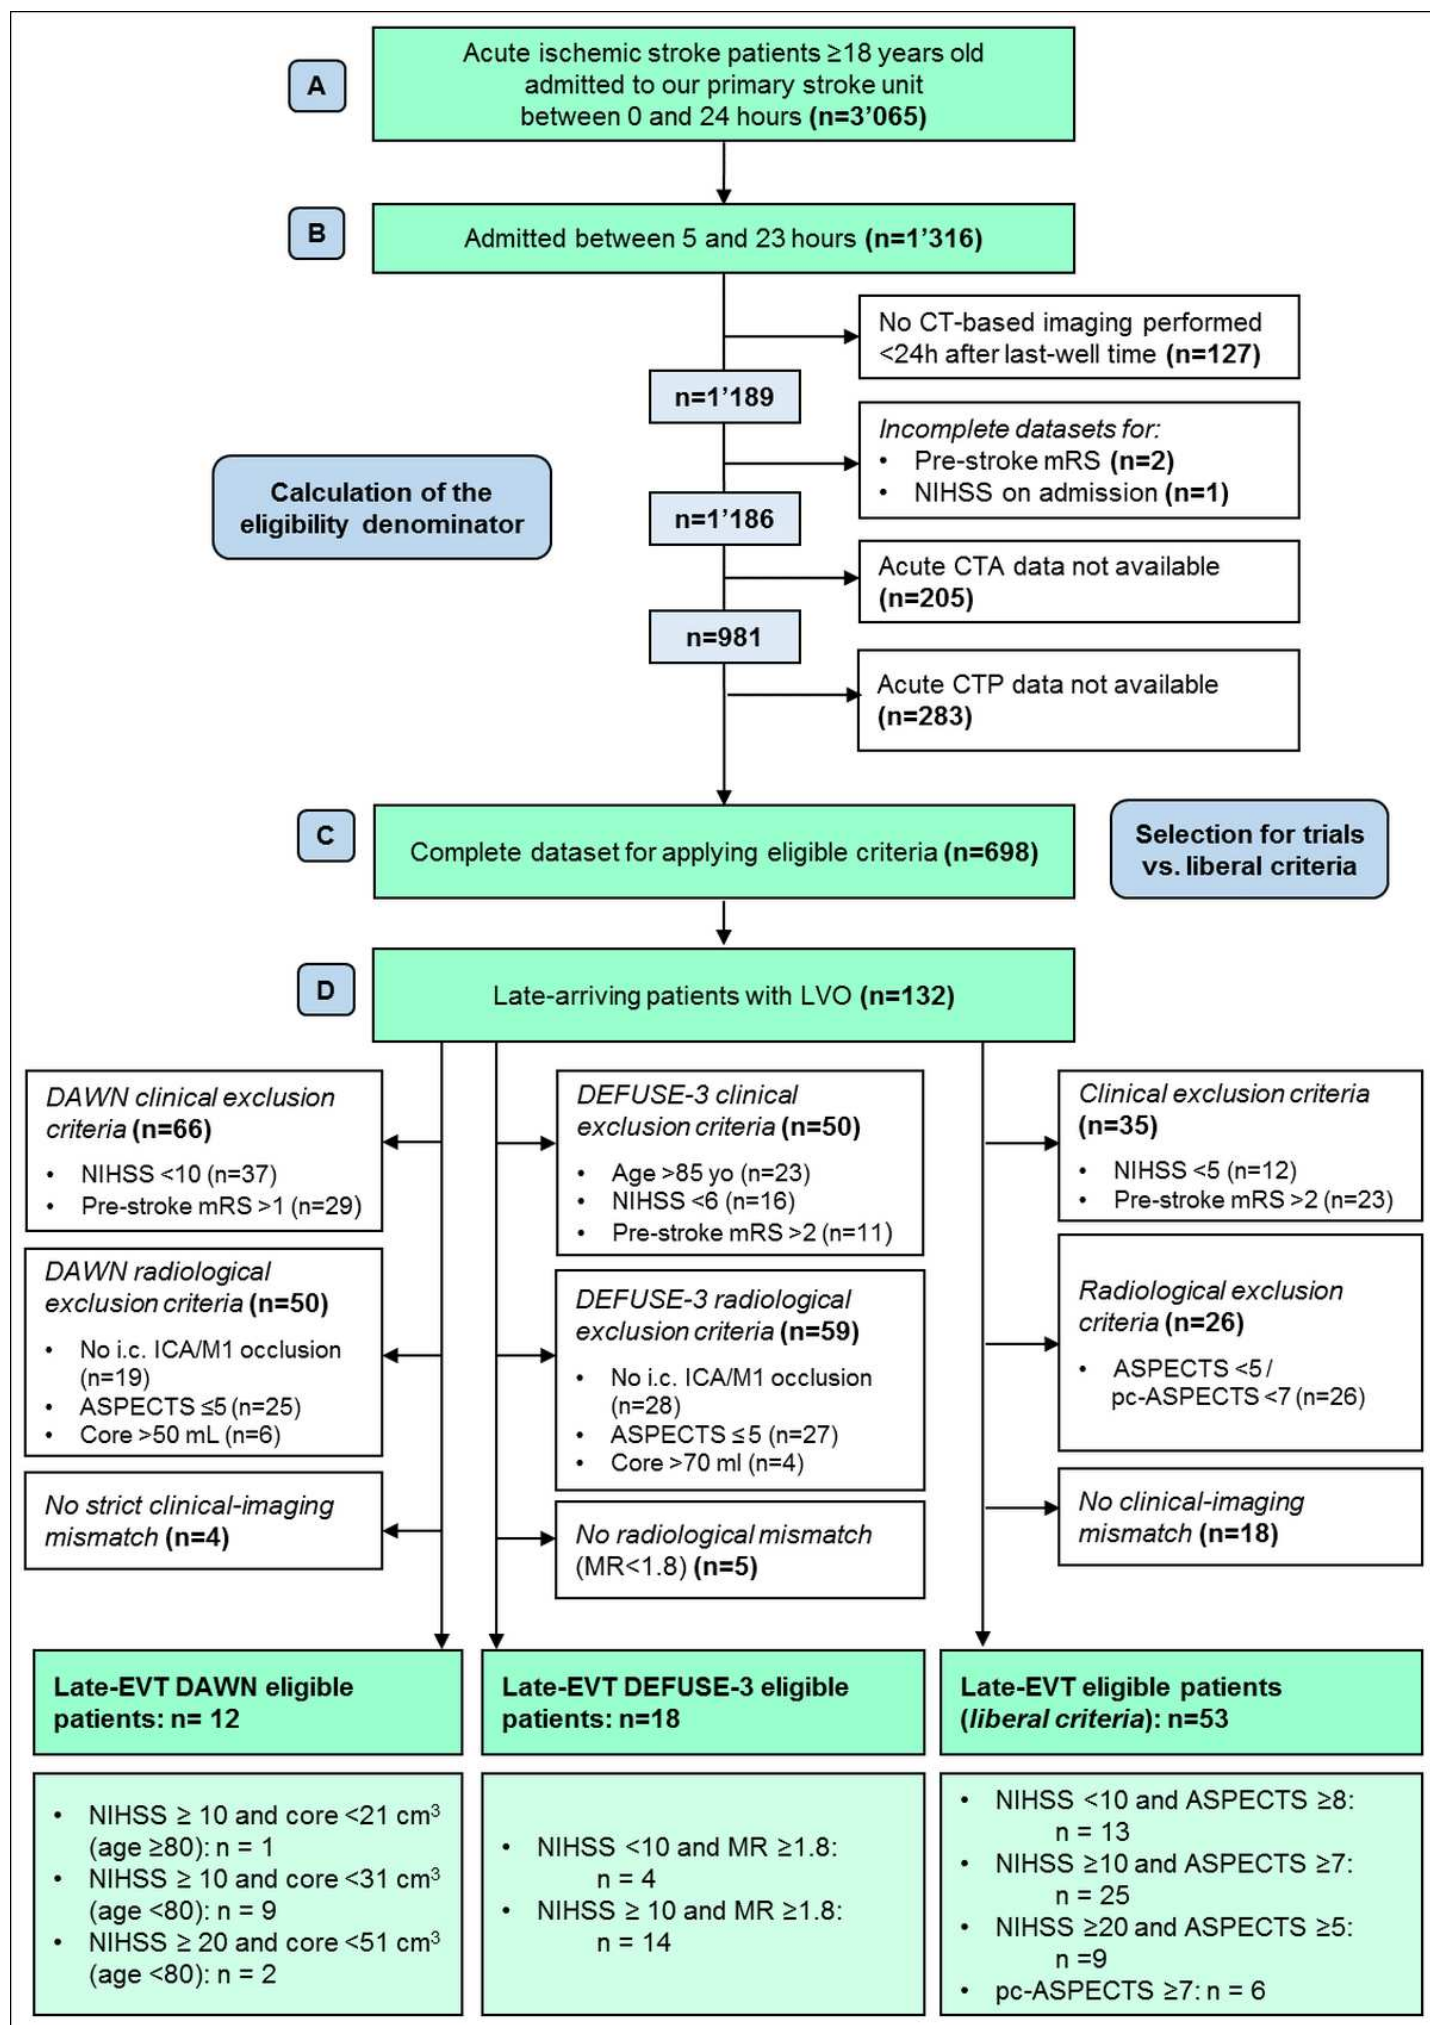 A
Acute ischemic stroke patients ≥18 years old
admitted to our primary stroke unit
between 0 and 24 hours (n=3’065)
B
Admitted between 5 and 23 hours (n=1’316)
No CT-based imaging performed
<24h after last-well time (n=127)
n=1’189
Incomplete datasets for:
• Pre-stroke mRS (n=2)
• NIHSS on admission (n=1)
Calculation of the
eligibility denominator
n=1’186
Acute CTA data not available
(n=205)
n=981
Acute CTP data not available
(n=283)
C
Complete dataset for applying eligible criteria (n=698)
Selection for trials
vs. liberal criteria
D
Late-arriving patients with LVO (n=132)
DAWN clinical exclusion
criteria (n=66)
• NIHSS <10 (n=37)
• Pre-stroke mRS >1 (n=29)
DAWN radiological
exclusion criteria (n=50)
• No i.c. ICA/M1 occlusion
(n=19)
• ASPECTS ≤5 (n=25)
• Core >50 mL (n=6)
No strict clinical-imaging
mismatch (n=4)
DEFUSE-3 clinical
exclusion criteria (n=50)
• Age >85 yo (n=23)
• NIHSS <6 (n=16)
• Pre-stroke mRS >2 (n=11)
DEFUSE-3 radiological
exclusion criteria (n=59)
• No i.c. ICA/M1 occlusion
(n=28)
• ASPECTS ≤ 5 (n=27)
• Core >70 ml (n=4)
No radiological mismatch
(MR<1.8) (n=5)
Clinical exclusion criteria
(n=35)
• NIHSS <5 (n=12)
• Pre-stroke mRS >2 (n=23)
Radiological exclusion
criteria (n=26)
• ASPECTS <5 /
pc-ASPECTS <7 (n=26)
No clinical-imaging
mismatch (n=18)
Late-EVT DAWN eligible
patients: n= 12
• NIHSS ≥ 10 and core <21 cm³
(age ≥80): n = 1
• NIHSS ≥ 10 and core <31 cm³
(age <80): n = 9
• NIHSS ≥ 20 and core <51 cm³
(age <80): n = 2
Late-EVT DEFUSE-3 eligible
patients: n=18
• NIHSS <10 and MR ≥1.8:
n = 4
• NIHSS ≥ 10 and MR ≥1.8:
n = 14
Late-EVT eligible patients
(liberal criteria): n=53
• NIHSS <10 and ASPECTS ≥8:
n = 13
• NIHSS ≥10 and ASPECTS ≥7:
n = 25
• NIHSS ≥20 and ASPECTS ≥5:
n =9
• pc-ASPECTS ≥7: n = 6